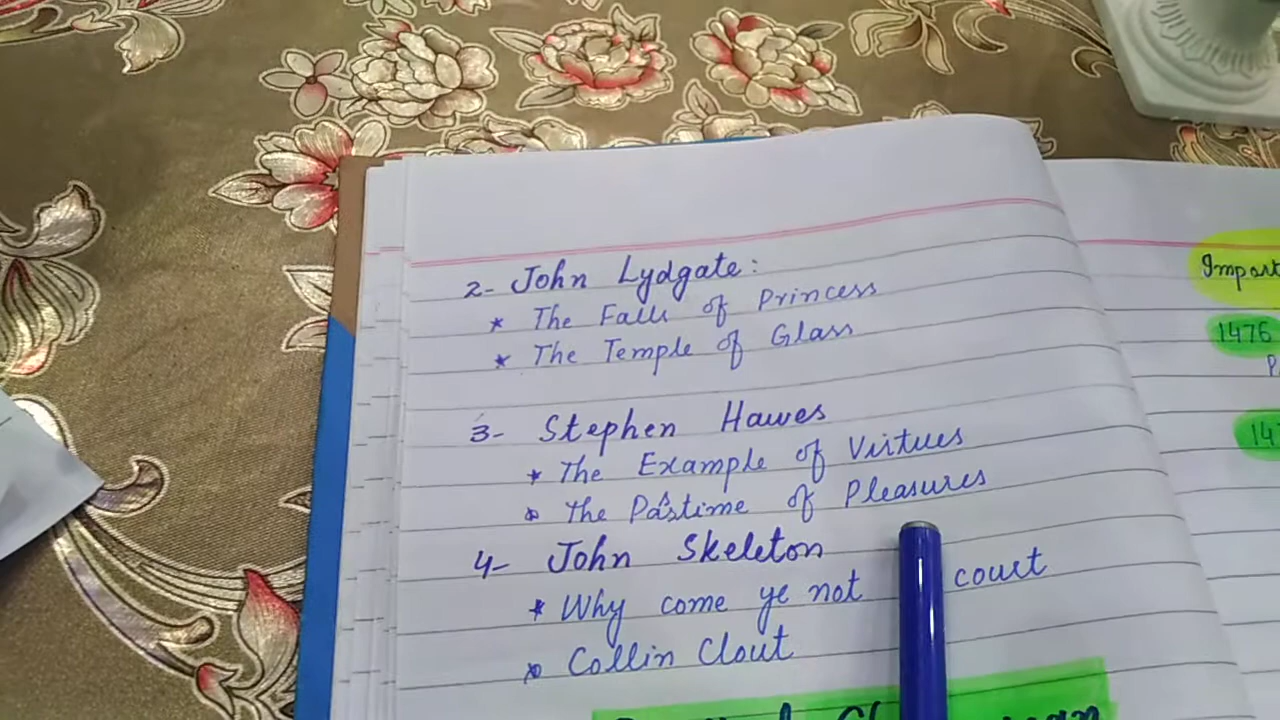 2- John Lydgate:
* The Falls of Princess
* The Temple of Glass
3- Stephen Hawes
* The Example of Virtues
* The Pastime of Pleasures
4- John Skeleton
* Why come ye not court
* Collin Clout
1476